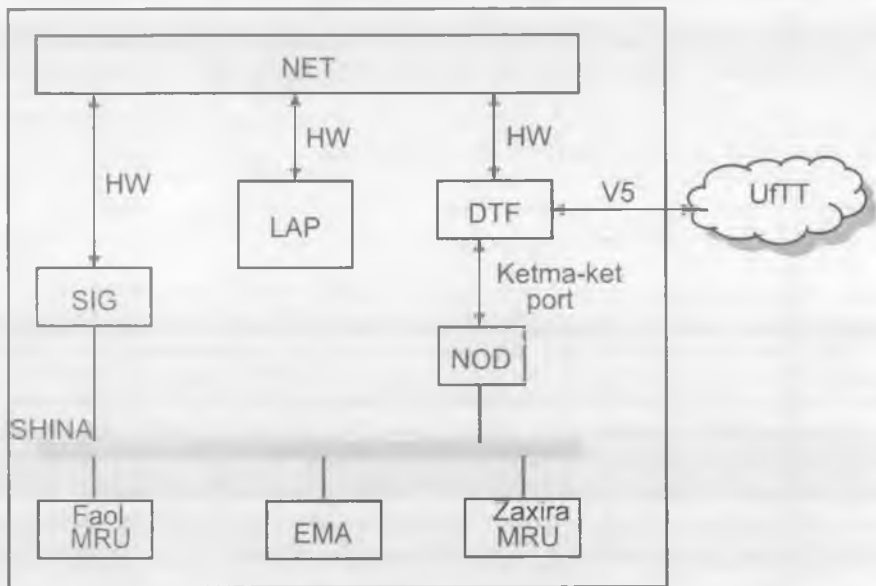 NET
HW
HW
HW
LAP
DTF
V5
UfTT
SIG
Ketma-ket
port
NOD
SHINA
Faol
MRU
EMA
Zaxira
MRU